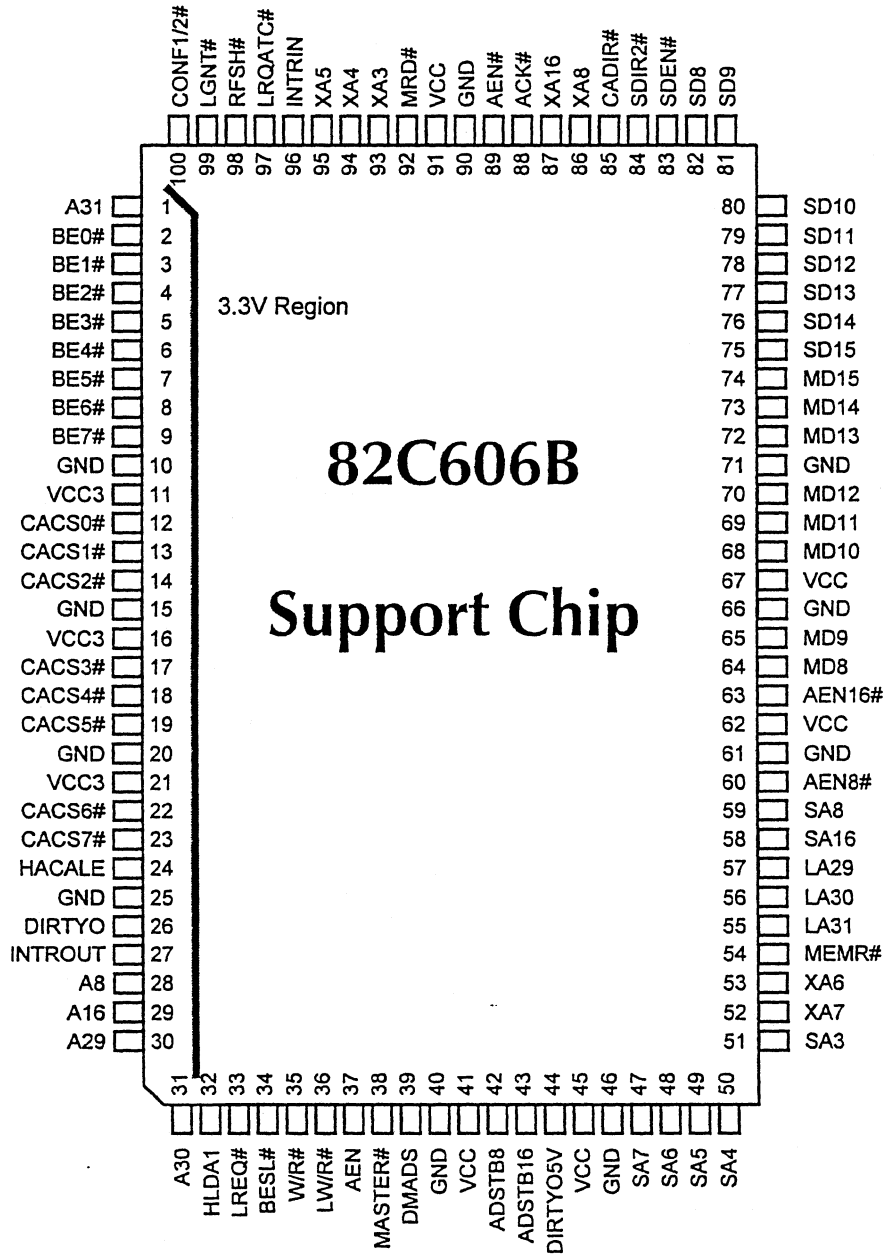 CONF1/2#
LGNT#
RFSH#
LRQATC#
INTRIN
XA5
XA4
XA3
MRD#
VCC
GND
AEN#
ACK#
XA16
XA8
CADIR#
SDIR2#
SDEN#
SD8
SD9
100
99
98
97
96
95
94
93
92
91
90
89
88
87
86
85
84
83
82
81
A31 1
BE0# 2
BE1# 3
BE2# 4
BE3# 5
BE4# 6
BE5# 7
BE6# 8
BE7# 9
GND 10
VCC3 11
CACS0# 12
CACS1# 13
CACS2# 14
GND 15
VCC3 16
CACS3# 17
CACS4# 18
CACS5# 19
GND 20
VCC3 21
CACS6# 22
CACS7# 23
HACALE 24
GND 25
DIRTYO 26
INTROUT 27
A8 28
A16 29
A29 30
3.3V Region
82C606B
Support Chip
80 SD10
79 SD11
78 SD12
77 SD13
76 SD14
75 SD15
74 MD15
73 MD14
72 MD13
71 GND
70 MD12
69 MD11
68 MD10
67 VCC
66 GND
65 MD9
64 MD8
63 AEN16#
62 VCC
61 GND
60 AEN8#
59 SA8
58 SA16
57 LA29
56 LA30
55 LA31
54 MEMR#
53 XA6
52 XA7
51 SA3
31
32
33
34
35
36
37
38
39
40
41
42
43
44
45
46
47
48
49
50
A30
HLDA1
LREQ#
BESL#
W/R#
LW/R#
AEN
MASTER#
DMADS
GND
VCC
ADSTB8
ADSTB16
DIRTYO5V
VCC
GND
SA7
SA6
SA5
SA4